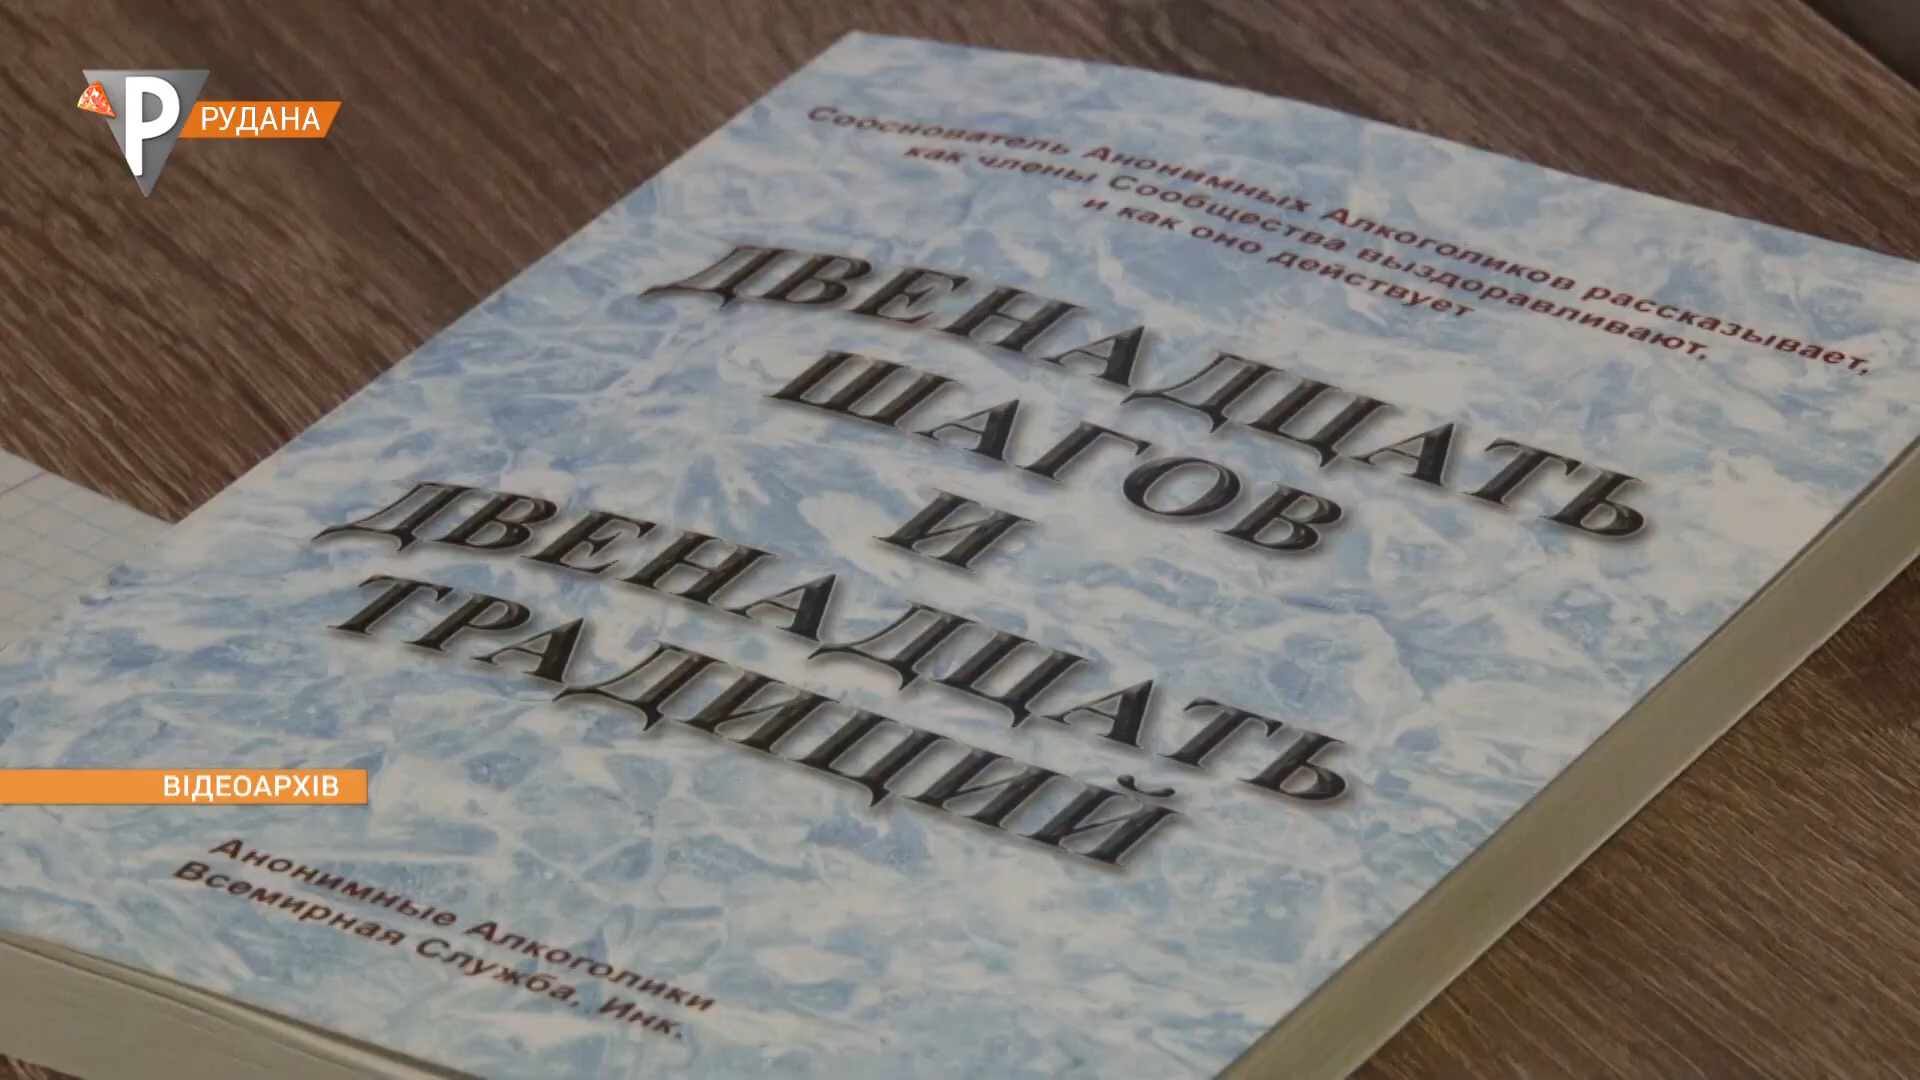 Р РУДАНА
Сооснователь Анонимных Алкоголиков рассказывает,
как члены Сообщества выздоравливают,
и как оно действует
ДВЕНАДЦАТЬ
ШАГОВ
И
ДВЕНАДЦАТЬ
ТРАДИЦИЙ
ВІДЕОАРХІВ
Анонимные Алкоголики
Всемирная Служба, Инк.